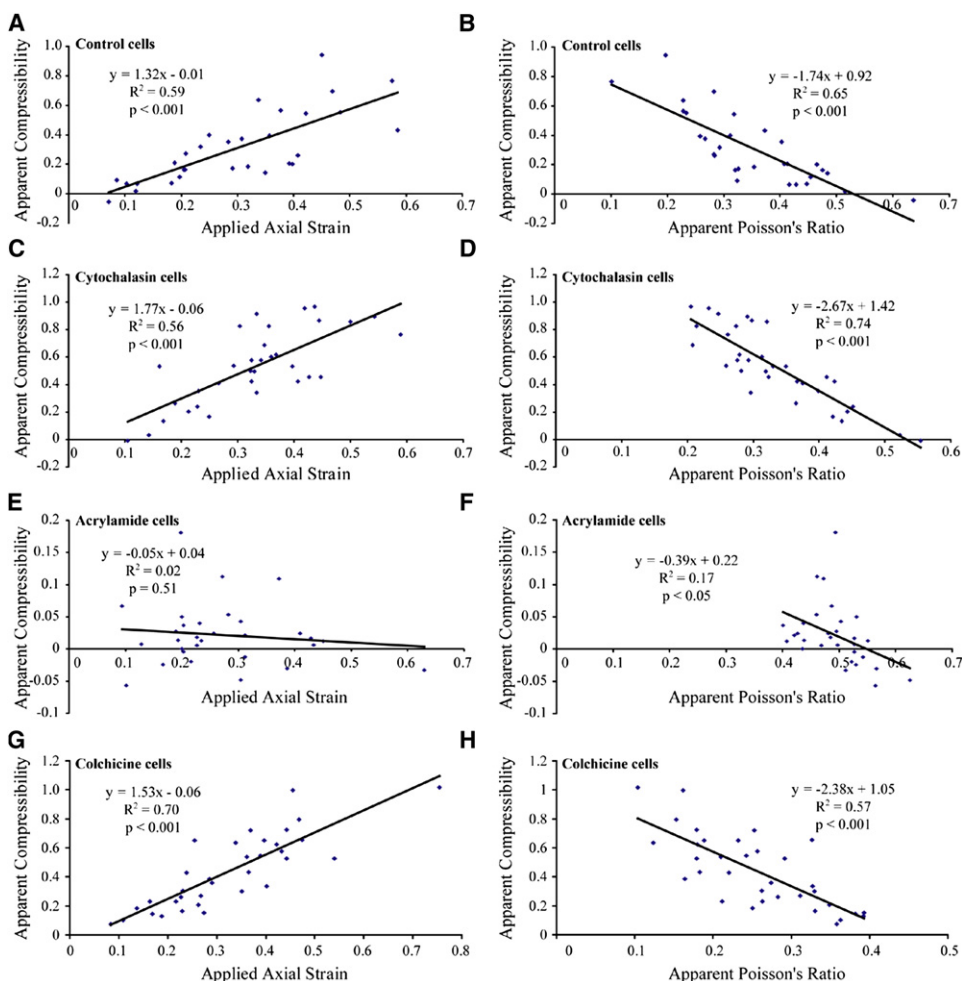 A
Control cells
y = 1.32x - 0.01
R² = 0.59
p < 0.001
Apparent Compressibility
1.0
0.8
0.6
0.4
0.2
0
-0.2
0 0.1 0.2 0.3 0.4 0.5 0.6 0.7
Applied Axial Strain
B
Control cells
y = -1.74x + 0.92
R² = 0.65
p < 0.001
Apparent Compressibility
1.0
0.8
0.6
0.4
0.2
0
-0.2
0 0.1 0.2 0.3 0.4 0.5 0.6 0.7
Apparent Poisson's Ratio
C
Cytochalasin cells
y = 1.77x - 0.06
R² = 0.56
p < 0.001
Apparent Compressibility
1.2
1.0
0.8
0.6
0.4
0.2
0
-0.2
0 0.1 0.2 0.3 0.4 0.5 0.6 0.7
Applied Axial Strain
D
Cytochalasin cells
y = -2.67x + 1.42
R² = 0.74
p < 0.001
Apparent Compressibility
1.2
1.0
0.8
0.6
0.4
0.2
0
-0.2
0 0.1 0.2 0.3 0.4 0.5 0.6
Apparent Poisson's Ratio
E
Acrylamide cells
y = -0.05x + 0.04
R² = 0.02
p = 0.51
Apparent Compressibility
0.2
0.15
0.1
0.05
0
-0.05
-0.1
0 0.1 0.2 0.3 0.4 0.5 0.6 0.7
Applied Axial Strain
F
Acrylamide cells
y = -0.39x + 0.22
R² = 0.17
p < 0.05
Apparent Compressibility
0.2
0.15
0.1
0.05
0
-0.05
-0.1
0 0.1 0.2 0.3 0.4 0.5 0.6 0.7
Apparent Poisson's Ratio
G
Colchicine cells
y = 1.53x - 0.06
R² = 0.70
p < 0.001
Apparent Compressibility
1.2
1.0
0.8
0.6
0.4
0.2
0
0 0.1 0.2 0.3 0.4 0.5 0.6 0.7 0.8
Applied Axial Strain
H
Colchicine cells
y = -2.38x + 1.05
R² = 0.57
p < 0.001
Apparent Compressibility
1.2
1.0
0.8
0.6
0.4
0.2
0.0
0 0.1 0.2 0.3 0.4 0.5
Apparent Poisson's Ratio